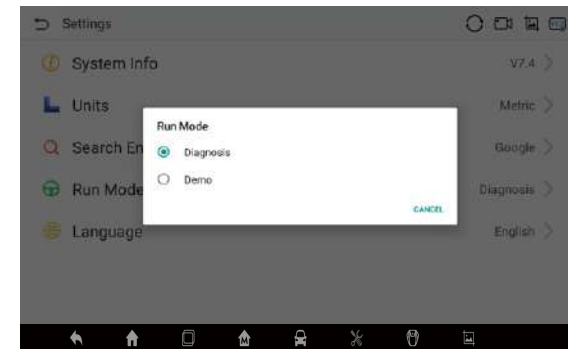 Settings
System Info V7.4
Units Metric
Run Mode
Search En Google
Diagnosis
Demo
Run Mode Diagnosis
CANCEL
Language English